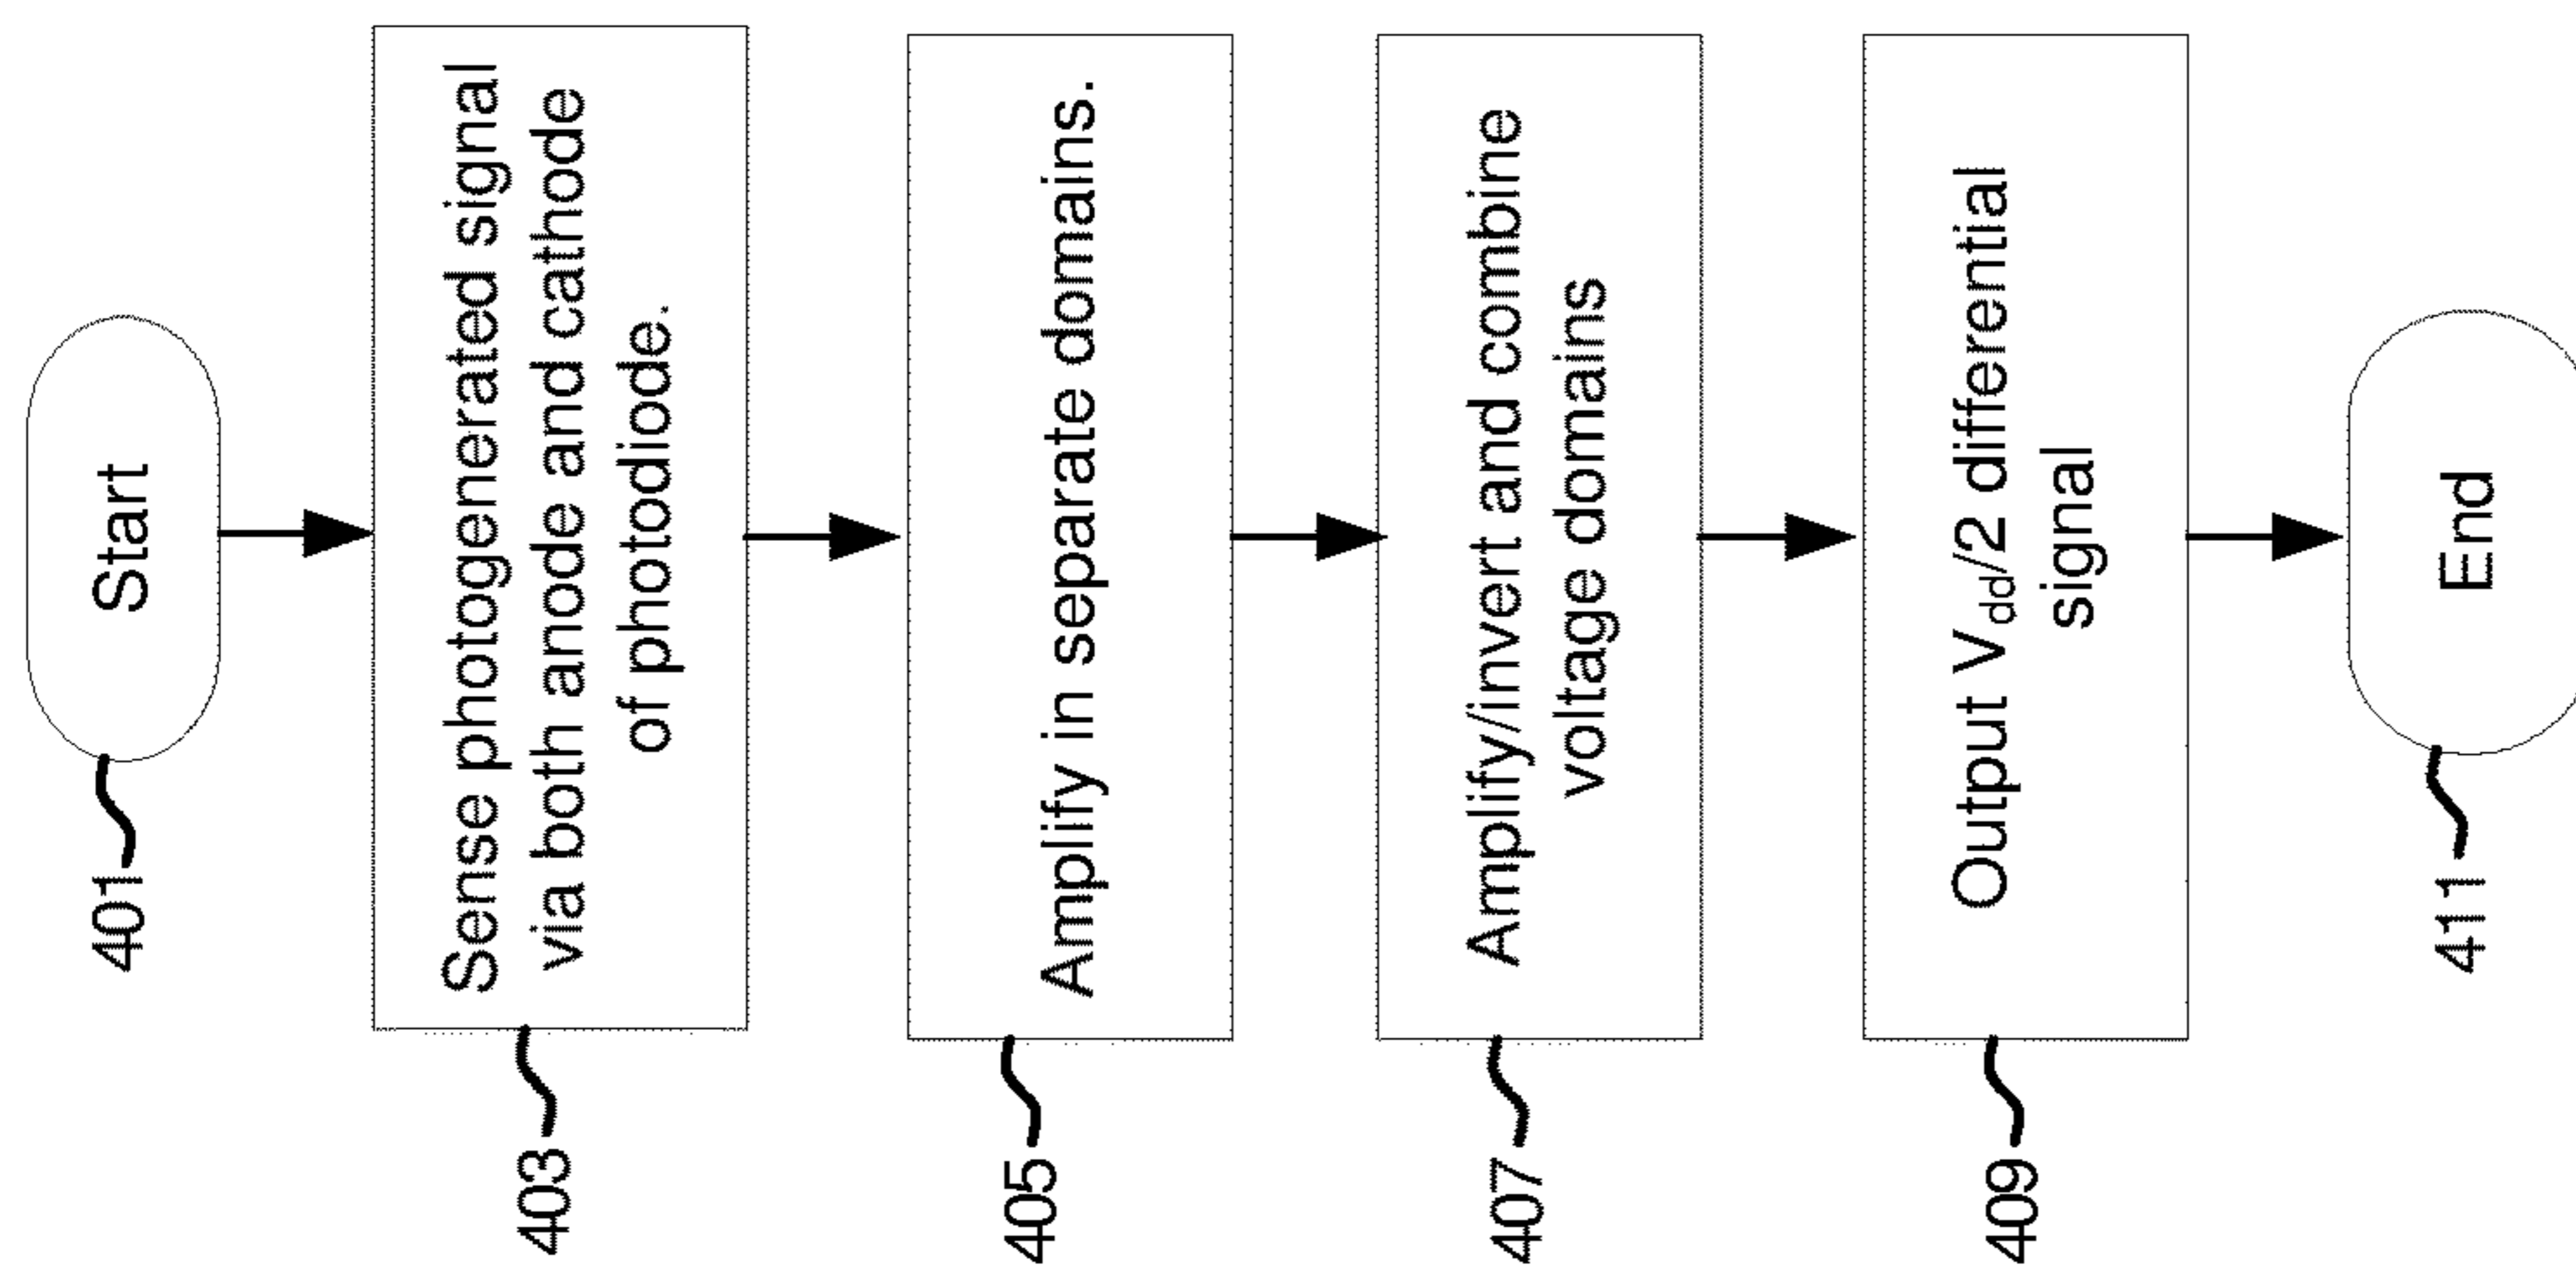 Start
401
Sense photogenerated signal
via both anode and cathode
of photodiode.
403
Amplify in separate domains.
405
Amplify/invert and combine
voltage domains
407
Output Vdd/2 differential
signal
409
End
411